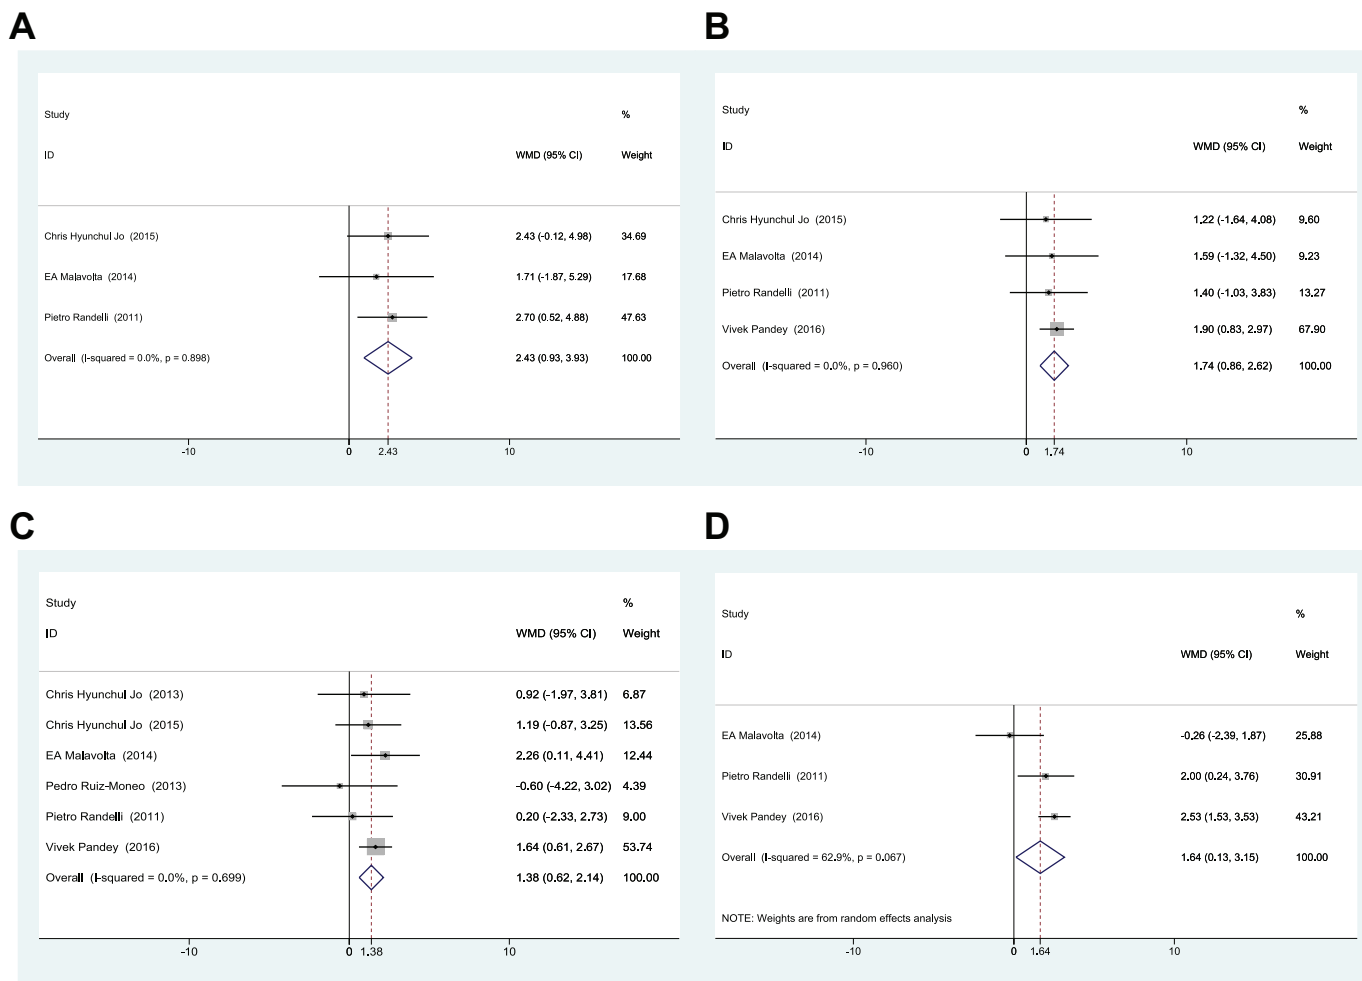 A
Study %
ID WMD (95% CI) Weight
Chris Hyunchul Jo (2015) 2.43 (-0.12, 4.98) 34.69
EA Malavolta (2014) 1.71 (-1.87, 5.29) 17.68
Pietro Randelli (2011) 2.70 (0.52, 4.88) 47.63
Overall (I-squared = 0.0%, p = 0.898) 2.43 (0.93, 3.93) 100.00
-10 0 2.43 10
B
Study %
ID WMD (95% CI) Weight
Chris Hyunchul Jo (2015) 1.22 (-1.64, 4.08) 9.60
EA Malavolta (2014) 1.59 (-1.32, 4.50) 9.23
Pietro Randelli (2011) 1.40 (-1.03, 3.83) 13.27
Vivek Pandey (2016) 1.90 (0.83, 2.97) 67.90
Overall (I-squared = 0.0%, p = 0.960) 1.74 (0.86, 2.62) 100.00
-10 0 1.74 10
C
Study %
ID WMD (95% CI) Weight
Chris Hyunchul Jo (2013) 0.92 (-1.97, 3.81) 6.87
Chris Hyunchul Jo (2015) 1.19 (-0.87, 3.25) 13.56
EA Malavolta (2014) 2.26 (0.11, 4.41) 12.44
Pedro Ruiz-Moneo (2013) -0.60 (-4.22, 3.02) 4.39
Pietro Randelli (2011) 0.20 (-2.33, 2.73) 9.00
Vivek Pandey (2016) 1.64 (0.61, 2.67) 53.74
Overall (I-squared = 0.0%, p = 0.699) 1.38 (0.62, 2.14) 100.00
-10 0 1.38 10
D
Study %
ID WMD (95% CI) Weight
EA Malavolta (2014) -0.26 (-2.39, 1.87) 25.88
Pietro Randelli (2011) 2.00 (0.24, 3.76) 30.91
Vivek Pandey (2016) 2.53 (1.53, 3.53) 43.21
Overall (I-squared = 62.9%, p = 0.067) 1.64 (0.13, 3.15) 100.00
NOTE: Weights are from random effects analysis
-10 0 1.64 10